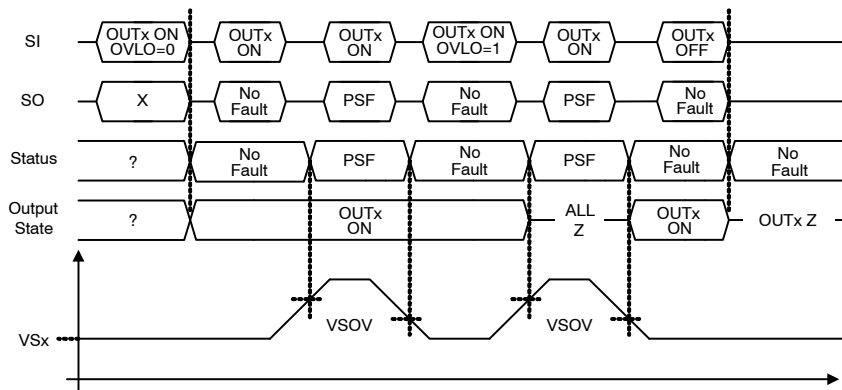 SI
OUTx ON
OVLO=0
OUTx
ON
OUTx
ON
OUTx ON
OVLO=1
OUTx
ON
OUTx
OFF
SO
X
No
Fault
PSF
No
Fault
PSF
No
Fault
Status
?
No
Fault
PSF
No
Fault
PSF
No
Fault
No
Fault
Output
State
?
OUTx
ON
ALL
Z
OUTx
ON
OUTx Z
VSx
VSOV
VSOV